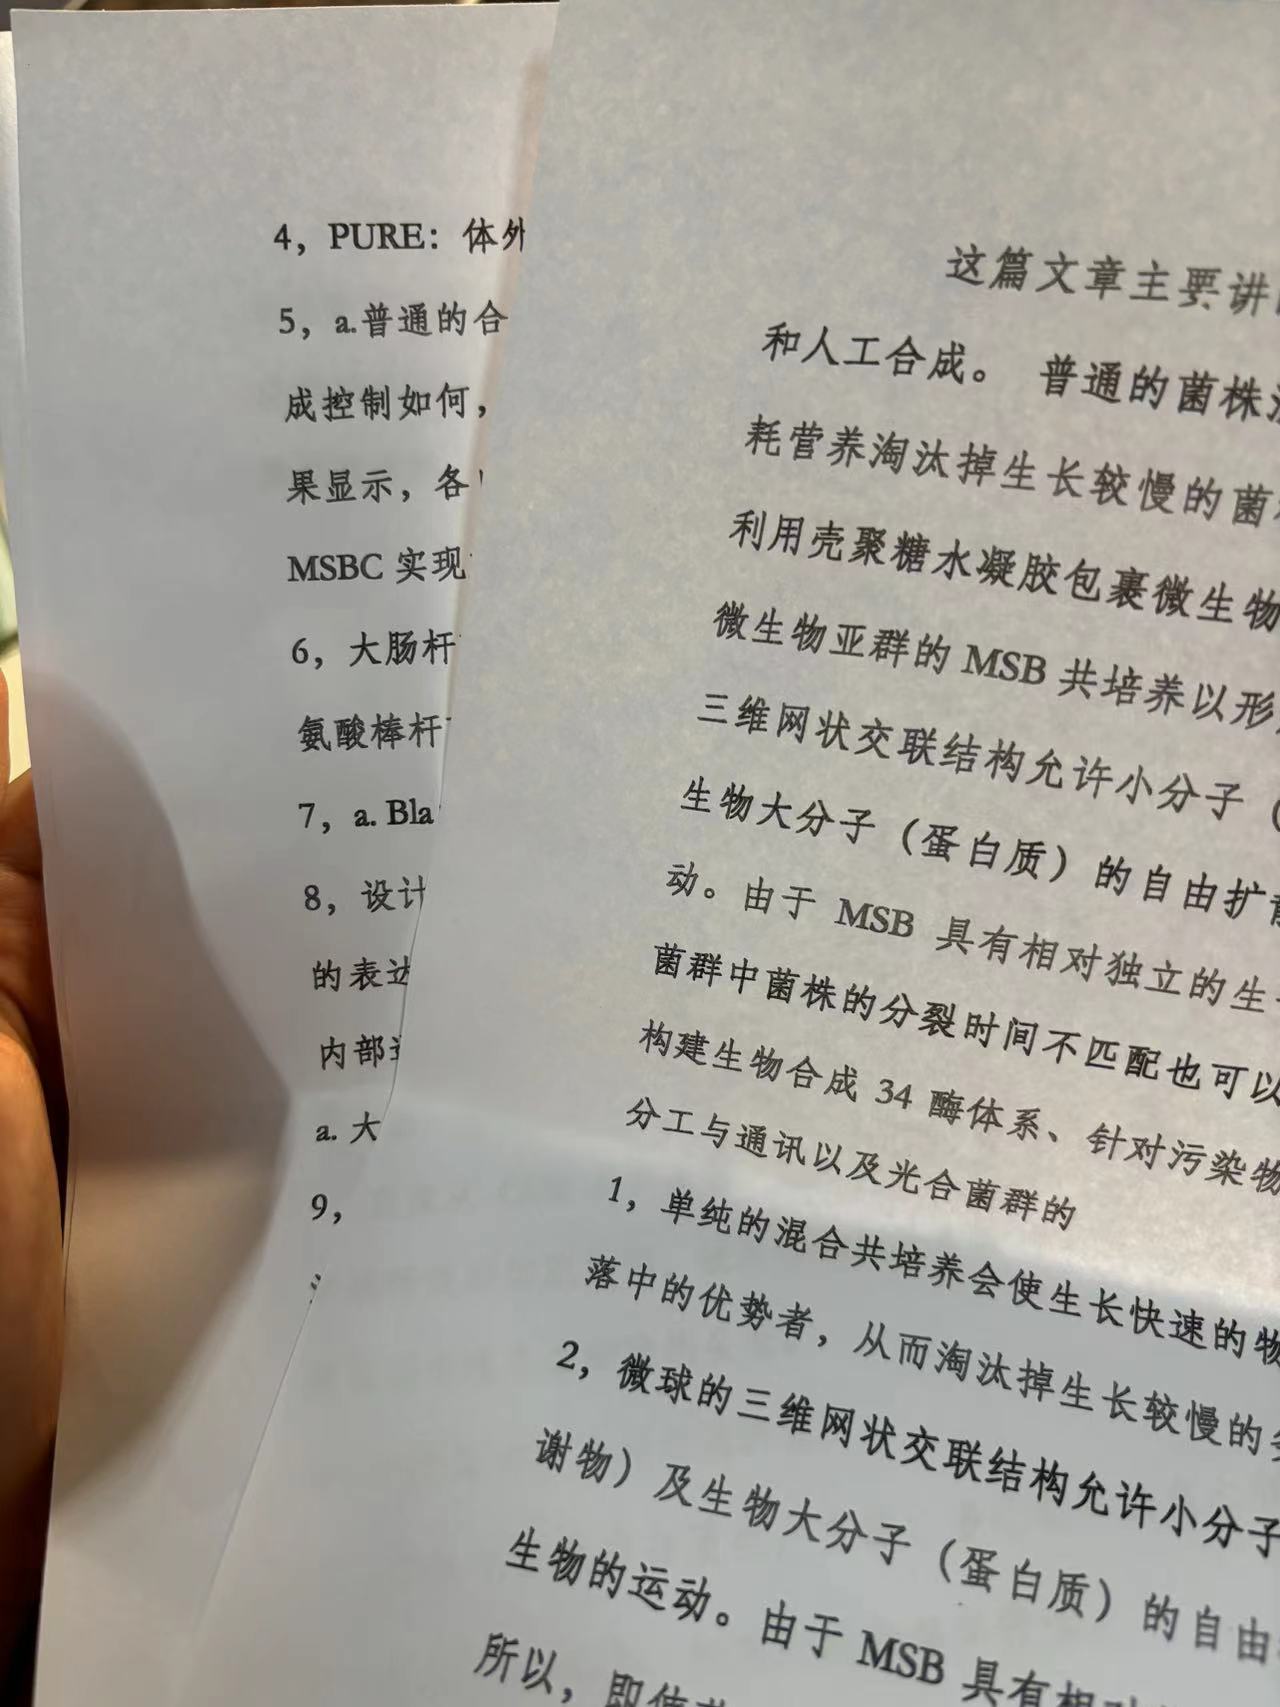 4，PURE：体外
5，a.普通的合
成控制如何，
果显示，各
MSBC 实现
6，大肠杆
氨酸棒杆
7，a. Bla
8，设计
的表达
内部
a. 大
9，
这篇文章主要讲
和人工合成。 普通的菌株
耗营养淘汰掉生长较慢的菌
利用壳聚糖水凝胶包裹微生物
微生物亚群的 MSB 共培养以形
三维网状交联结构允许小分子（
生物大分子（蛋白质）的自由扩散
动。由于 MSB 具有相对独立的生
菌群中菌株的分裂时间不匹配也可以
构建生物合成 34 酶体系、针对污染物
分工与通讯以及光合菌群的
1，单纯的混合共培养会使生长快速的物
落中的优势者，从而淘汰掉生长较慢的
2，微球的三维网状交联结构允许小分子
谢物）及生物大分子（蛋白质）的自由
生物的运动。由于 MSB 具有相对
所以，即使